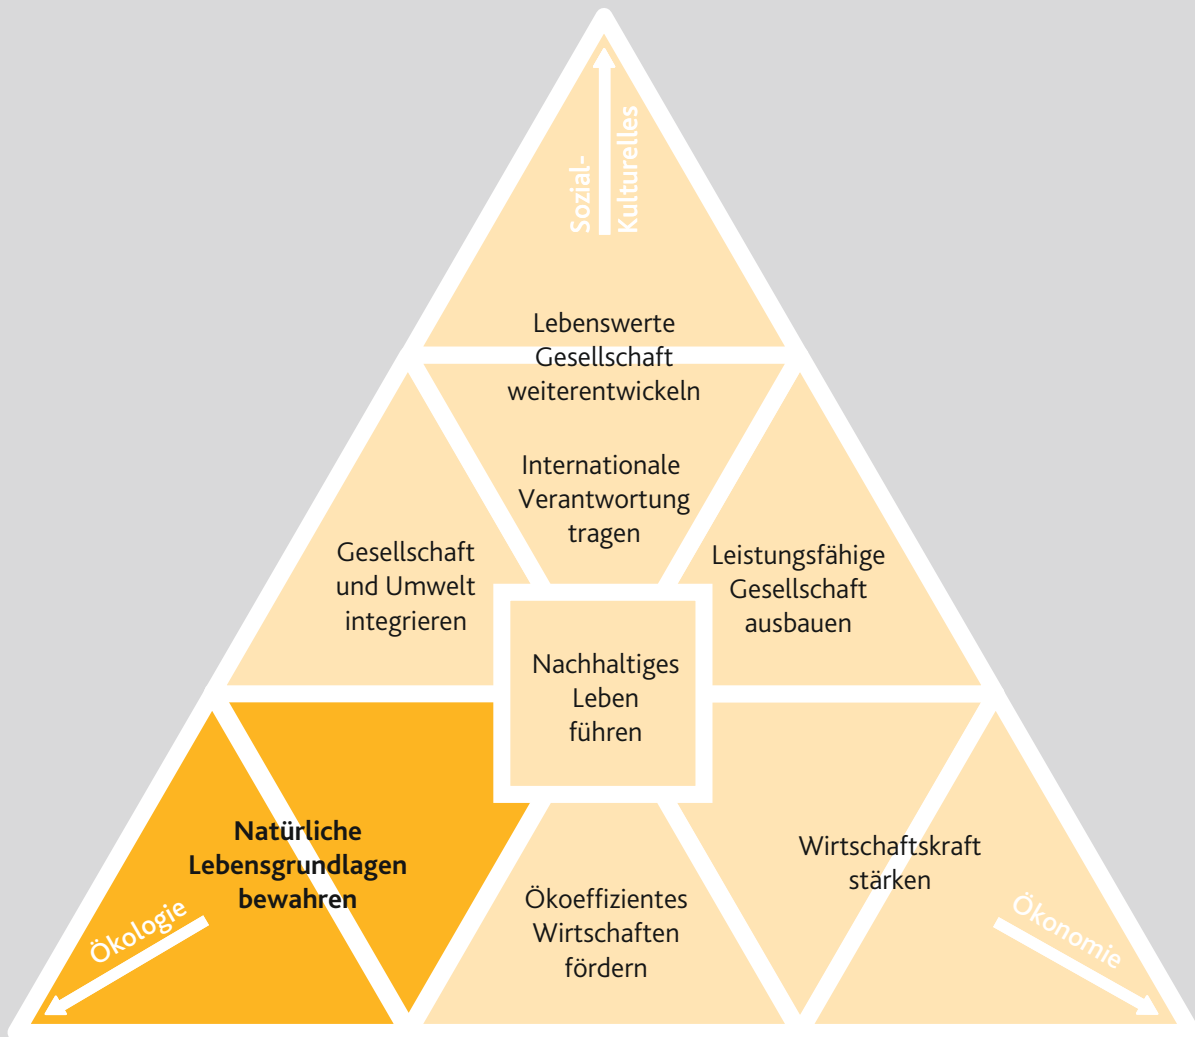 Sozial-
Kulturelles
Lebenswerte
Gesellschaft
weiterentwickeln
Internationale
Verantwortung
tragen
Gesellschaft
und Umwelt
integrieren
Leistungsfähige
Gesellschaft
ausbauen
Nachhaltiges
Leben
führen
Natürliche
Lebensgrundlagen
bewahren
Ökologie
Ökoeffizientes
Wirtschaften
fördern
Wirtschaftskraft
stärken
Ökonomie